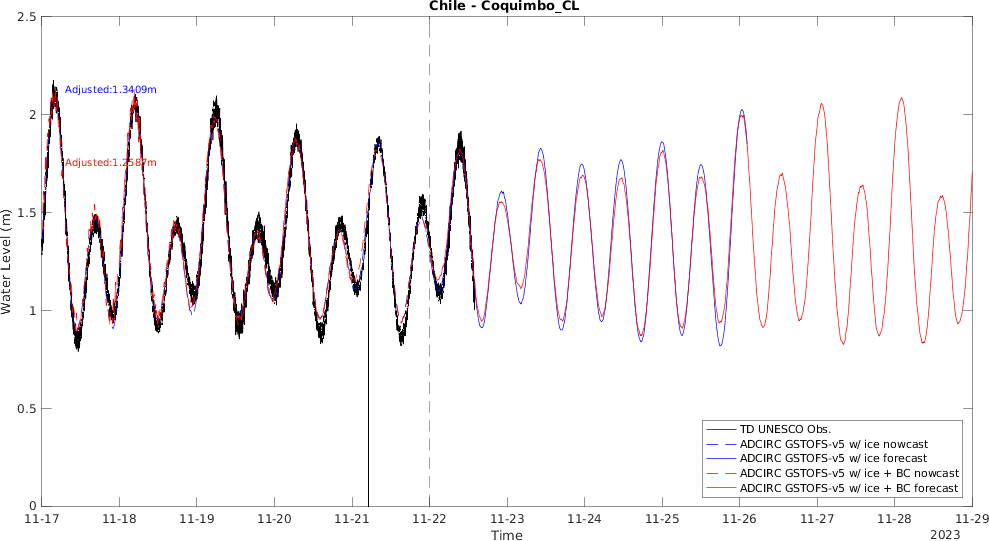 Chile - Coquimbo_CL
2.5
2
1.5
1
0.5
0
Water Level (m)
Adjusted:1.3409m
Adjusted:1.2587m
TD UNESCO Obs.
ADCIRC GSTOFS-v5 w/ ice nowcast
ADCIRC GSTOFS-v5 w/ ice forecast
ADCIRC GSTOFS-v5 w/ ice + BC nowcast
ADCIRC GSTOFS-v5 w/ ice + BC forecast
11-17 11-18 11-19 11-20 11-21 11-22 11-23 11-24 11-25 11-26 11-27 11-28 11-29
Time
2023